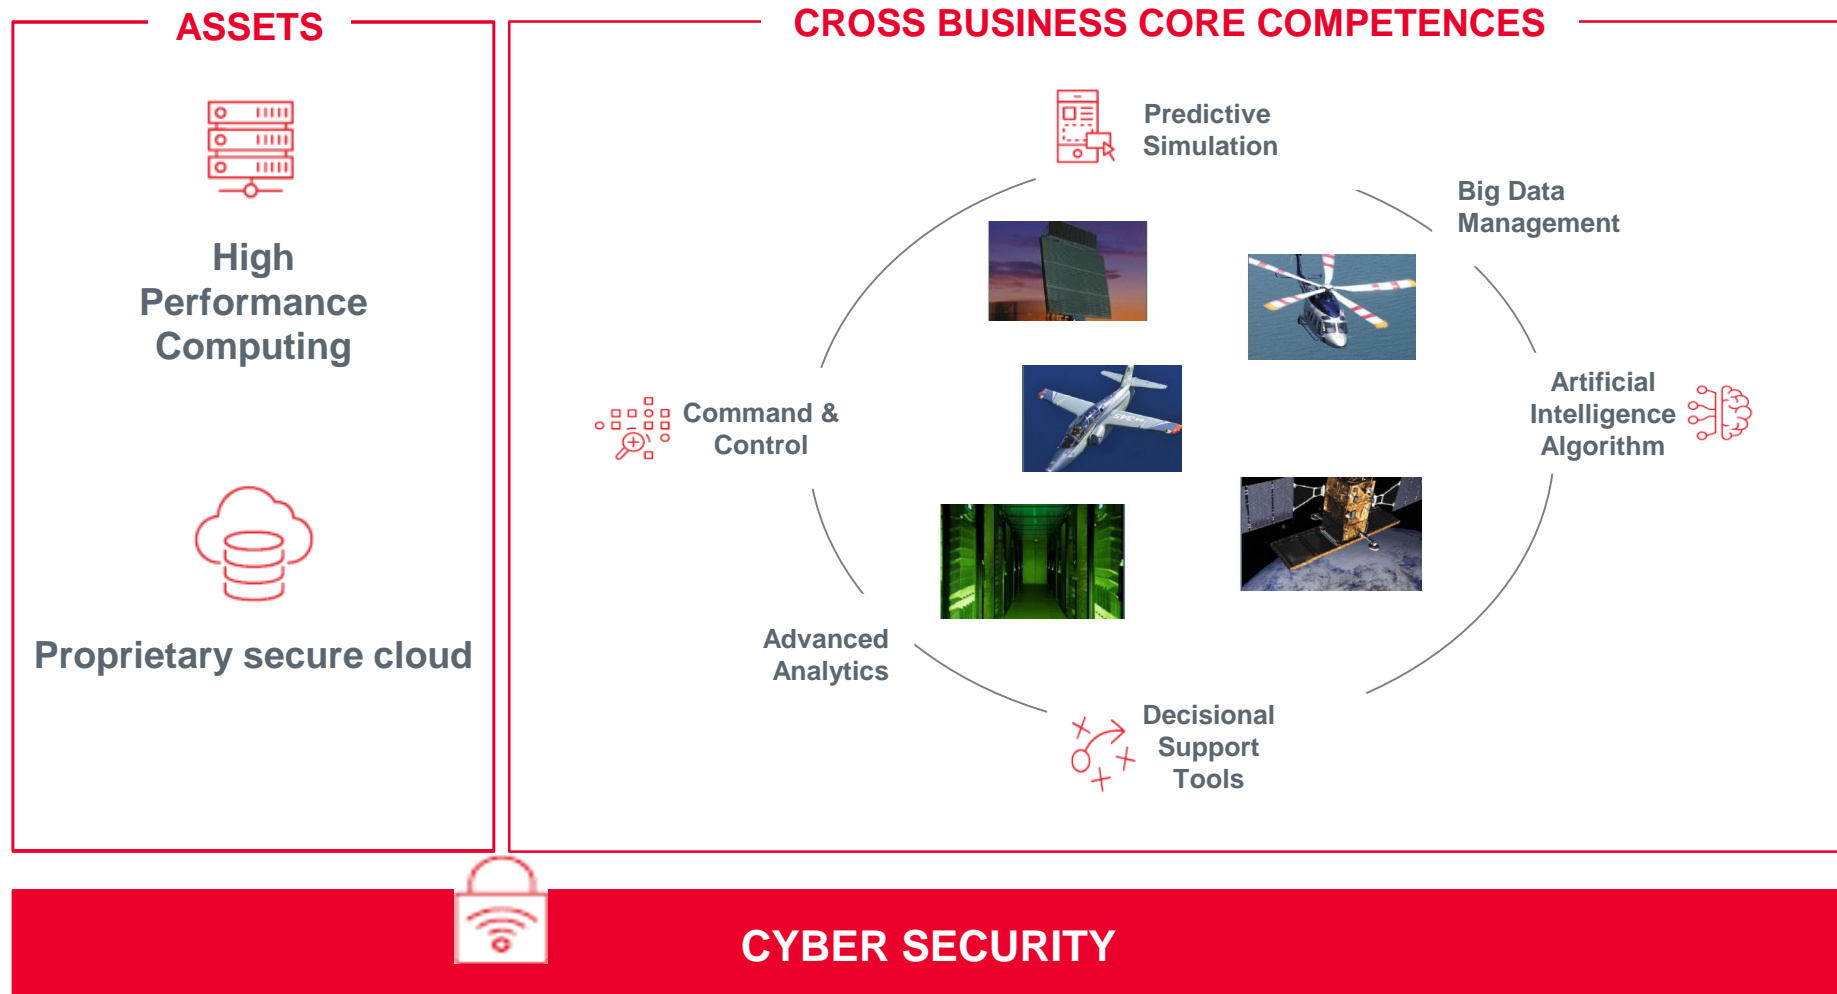 ASSETS
High
Performance
Computing
Proprietary secure cloud
CROSS BUSINESS CORE COMPETENCES
Predictive
Simulation
Big Data
Management
Artificial
Intelligence
Algorithm
Decisional
Support
Tools
Advanced
Analytics
Command &
Control
CYBER SECURITY